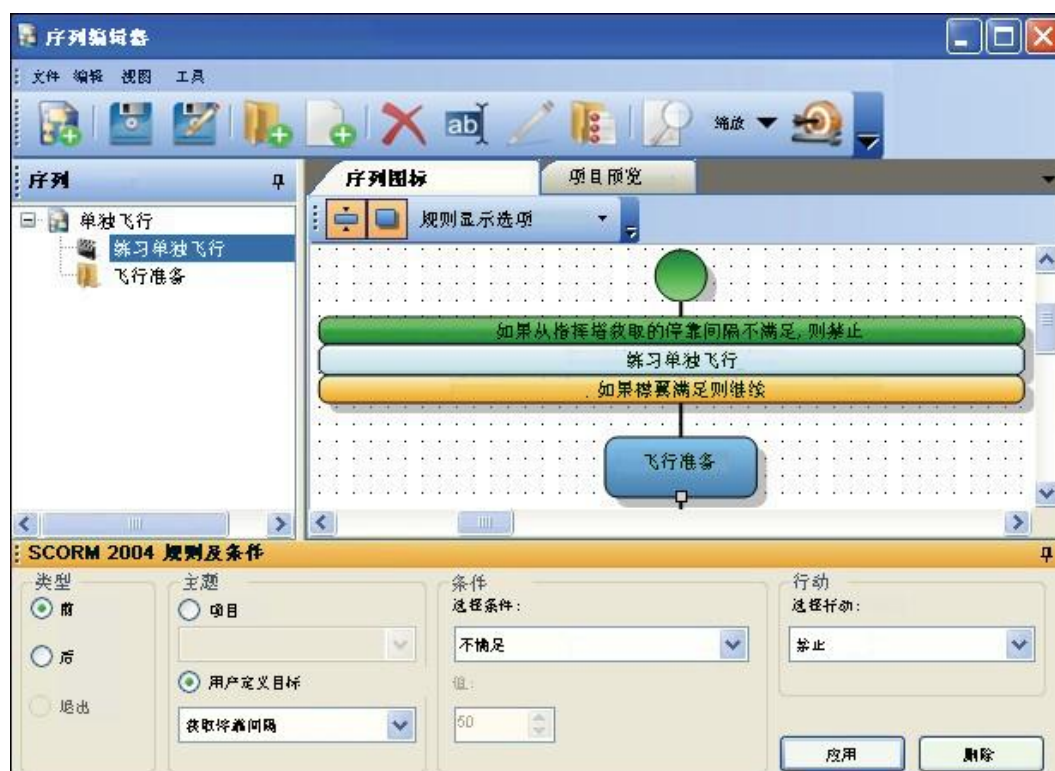 序列编辑器
文件 编辑 视图 工具
ab
缩放
序列
序列图标 项目预览
单独飞行
练习单独飞行
飞行准备
规则显示选项
如果从指挥塔获取的停靠间隔不满足,则禁止
练习单独飞行
如果襟翼满足则继续
飞行准备
SCORM 2004 规则及条件
类型
前
后
退出
主题
项目
用户定义目标
获取停靠间隔
条件
选择条件:
不满足
值:
50
行动
选择行动:
禁止
应用 删除